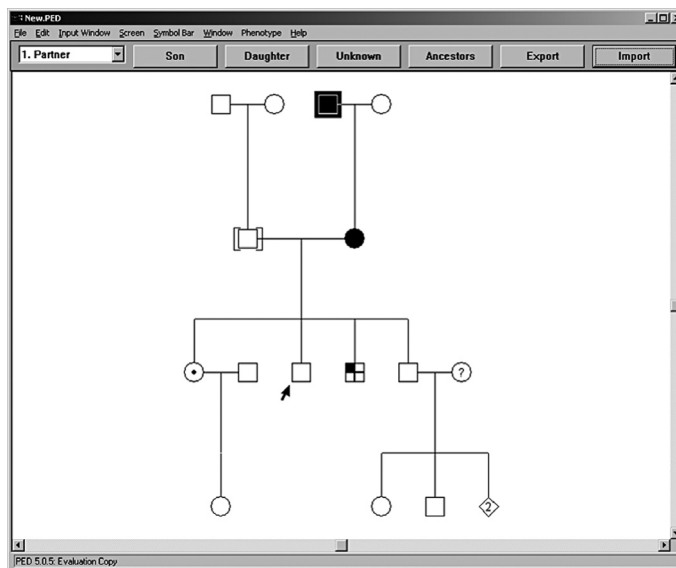 New.PED
File Edit Input Window Screen Symbol Bar Window Phenotype Help
1. Partner Son Daughter Unknown Ancestors Export Import
?
2
PED 5.0.5: Evaluation Copy